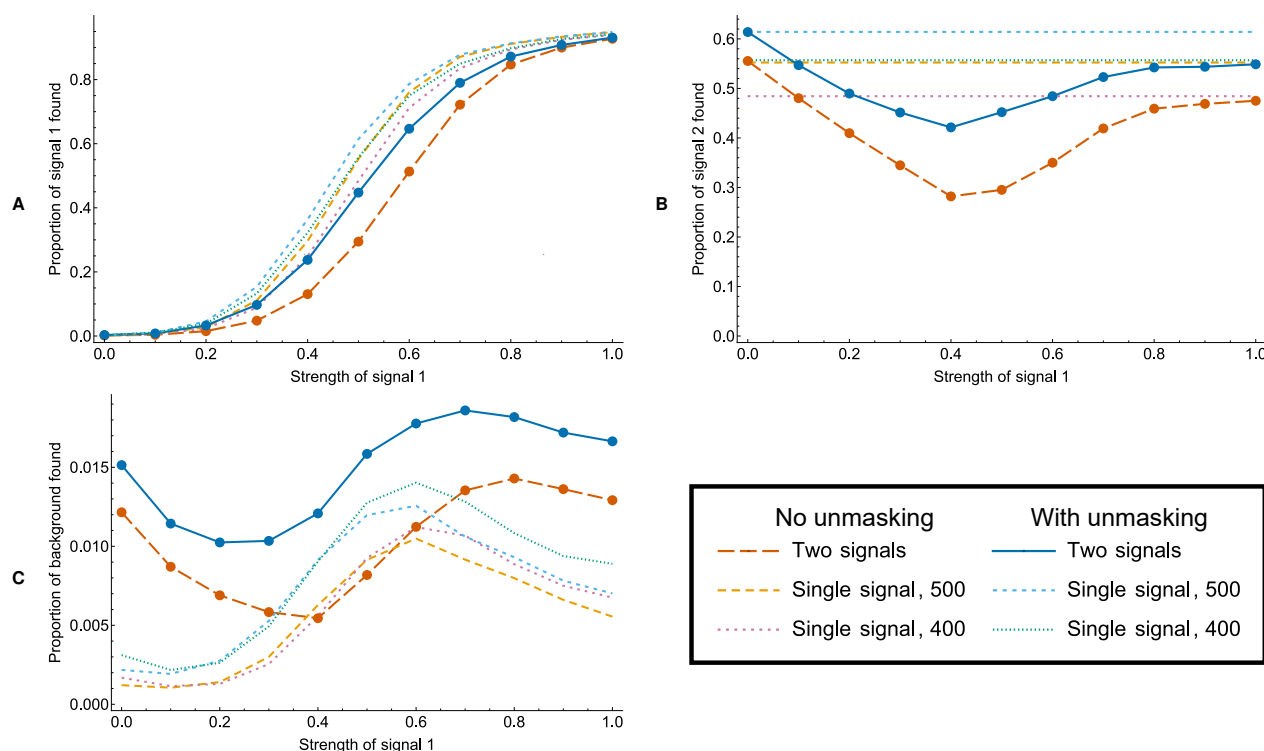 A
Proportion of signal 1 found
0.8
0.6
0.4
0.2
0.0
0.0 0.2 0.4 0.6 0.8 1.0
Strength of signal 1
B
Proportion of signal 2 found
0.6
0.5
0.4
0.3
0.2
0.1
0.0
0.0 0.2 0.4 0.6 0.8 1.0
Strength of signal 1
C
Proportion of background found
0.015
0.010
0.005
0.000
0.0 0.2 0.4 0.6 0.8 1.0
Strength of signal 1
No unmasking With unmasking
Two signals Two signals
Single signal, 500 Single signal, 500
Single signal, 400 Single signal, 400